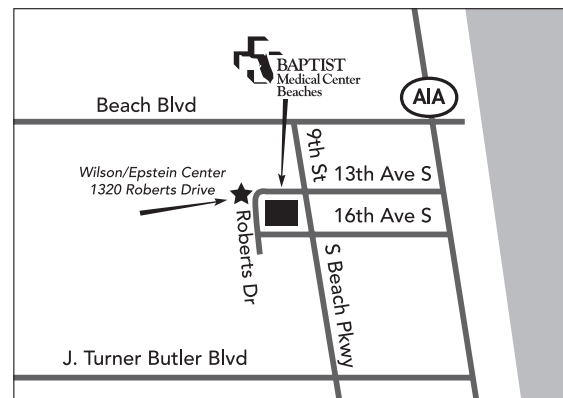 BAPTIST
Medical Center
Beaches
A1A
Beach Blvd
9th St
Wilson/Epstein Center
1320 Roberts Drive
13th Ave S
16th Ave S
Roberts Dr
S Beach Pkwy
J. Turner Butler Blvd